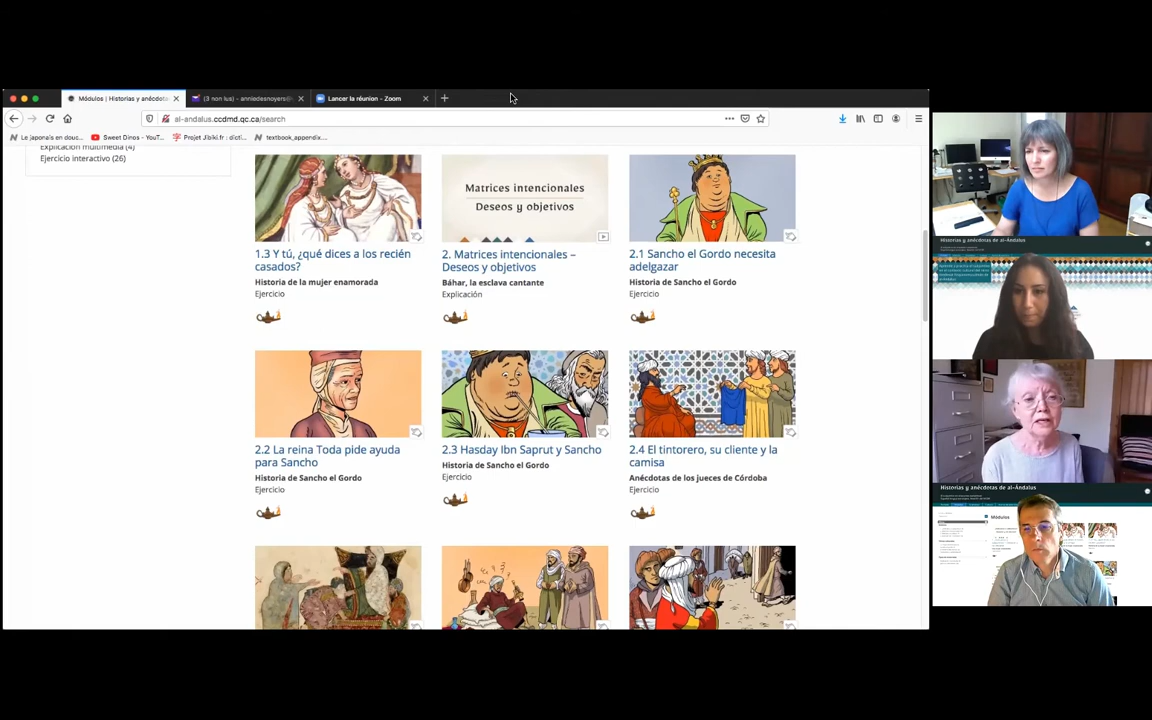 Módulos | Historias y anécdota
(3 non lus) - anniedesnoyers@
Lancer la réunion - Zoom
al-andalus.ccdmd.qc.ca/search
Le japonais en douc...
Sweet Dinos - YouT...
Projet Jibiki.fr : dicti...
textbook_appendix....
Explicación multimedia (4)
Ejercicio interactivo (26)
Matrices intencionales
Deseos y objetivos
1.3 Y tú, ¿qué dices a los recién
casados?
Historia de la mujer enamorada
Ejercicio
2. Matrices intencionales –
Deseos y objetivos
Báhar, la esclava cantante
Explicación
2.1 Sancho el Gordo necesita
adelgazar
Historia de Sancho el Gordo
Ejercicio
2.2 La reina Toda pide ayuda
para Sancho
Historia de Sancho el Gordo
Ejercicio
2.3 Hasday Ibn Saprut y Sancho
Historia de Sancho el Gordo
Ejercicio
2.4 El tintorero, su cliente y la
camisa
Anécdotas de los jueces de Córdoba
Ejercicio
Historias y anécdotas de al-Ándalus
Historias y anécdotas de al-Ándalus
Módulos